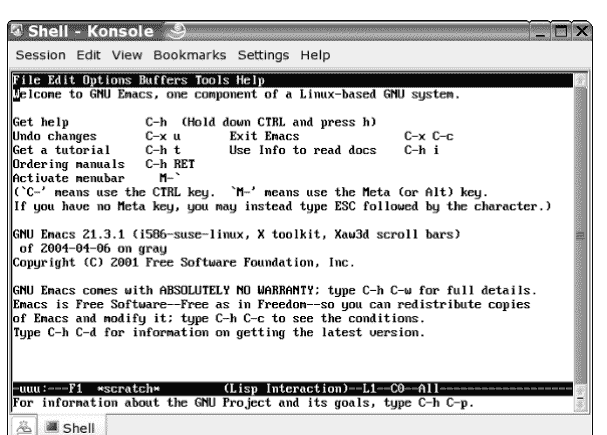 Shell - Konsole
Session Edit View Bookmarks Settings Help
File Edit Options Buffers Tools Help
Welcome to GNU Emacs, one component of a Linux-based GNU system.
Get help C-h (Hold down CTRL and press h)
Undo changes C-x u Exit Emacs C-x C-c
Get a tutorial C-h t Use Info to read docs C-h i
Ordering manuals C-h RET
Activate menubar M-`
(`C-' means use the CTRL key. `M-' means use the Meta (or Alt) key.
If you have no Meta key, you may instead type ESC followed by the character.)
GNU Emacs 21.3.1 (i586-suse-linux, X toolkit, Xaw3d scroll bars)
of 2004-04-06 on gray
Copyright (C) 2001 Free Software Foundation, Inc.
GNU Emacs comes with ABSOLUTELY NO WARRANTY; type C-h C-w for full details.
Emacs is Free Software--Free as in Freedom--so you can redistribute copies
of Emacs and modify it; type C-h C-c to see the conditions.
Type C-h C-d for information on getting the latest version.
-uuu:---F1 *scratch* (Lisp Interaction)--L1--C0--All----------------------
For information about the GNU Project and its goals, type C-h C-p.
Shell